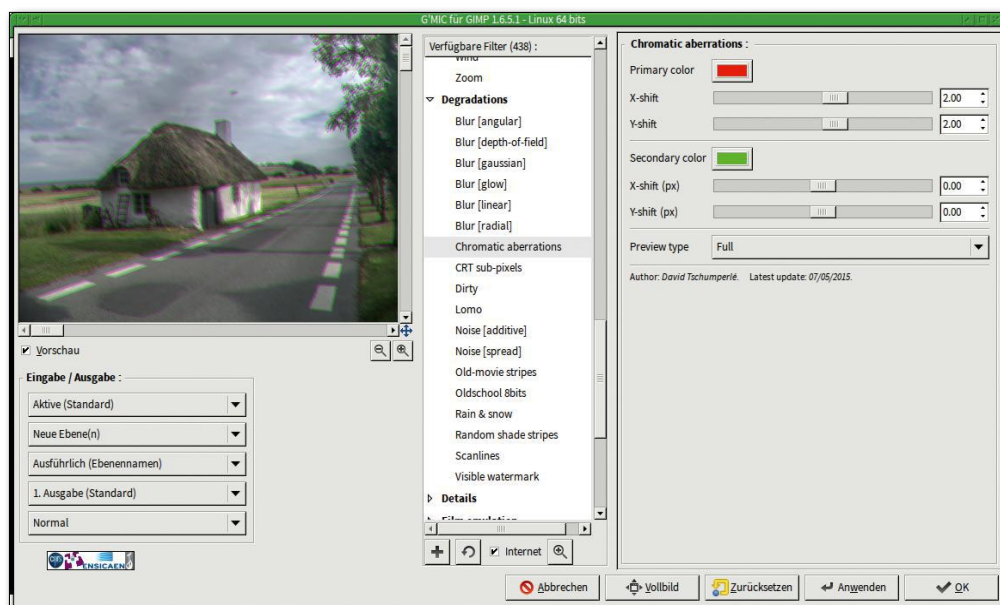 G'MIC für GIMP 1.6.5.1 - Linux 64 bits
Vorschau
Eingabe / Ausgabe :
Aktive (Standard)
Neue Ebene(n)
Ausführlich (Ebenennamen)
1. Ausgabe (Standard)
Normal
ENSICAEN
Verfügbare Filter (438) :
Wind
Zoom
Degradations
Blur [angular]
Blur [depth-of-field]
Blur [gaussian]
Blur [glow]
Blur [linear]
Blur [radial]
Chromatic aberrations
CRT sub-pixels
Dirty
Lomo
Noise [additive]
Noise [spread]
Old-movie stripes
Oldschool 8bits
Rain & snow
Random shade stripes
Scanlines
Visible watermark
Details
Film emulation
Internet
Chromatic aberrations :
Primary color
X-shift 2.00
Y-shift 2.00
Secondary color
X-shift (px) 0.00
Y-shift (px) 0.00
Preview type Full
Author: David Tschumperlé. Latest update: 07/05/2015.
Abbrechen Vollbild Zurücksetzen Anwenden OK